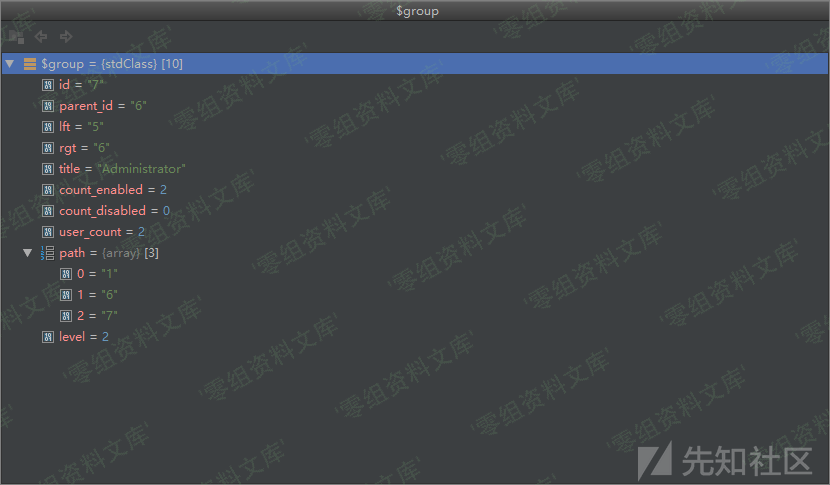 $group
$group = {stdClass} [10]
id = "7"
parent_id = "6"
lft = "5"
rgt = "6"
title = "Administrator"
count_enabled = 2
count_disabled = 0
user_count = 2
path = {array} [3]
0 = "1"
1 = "6"
2 = "7"
level = 2
'零组资料文库'
先知社区